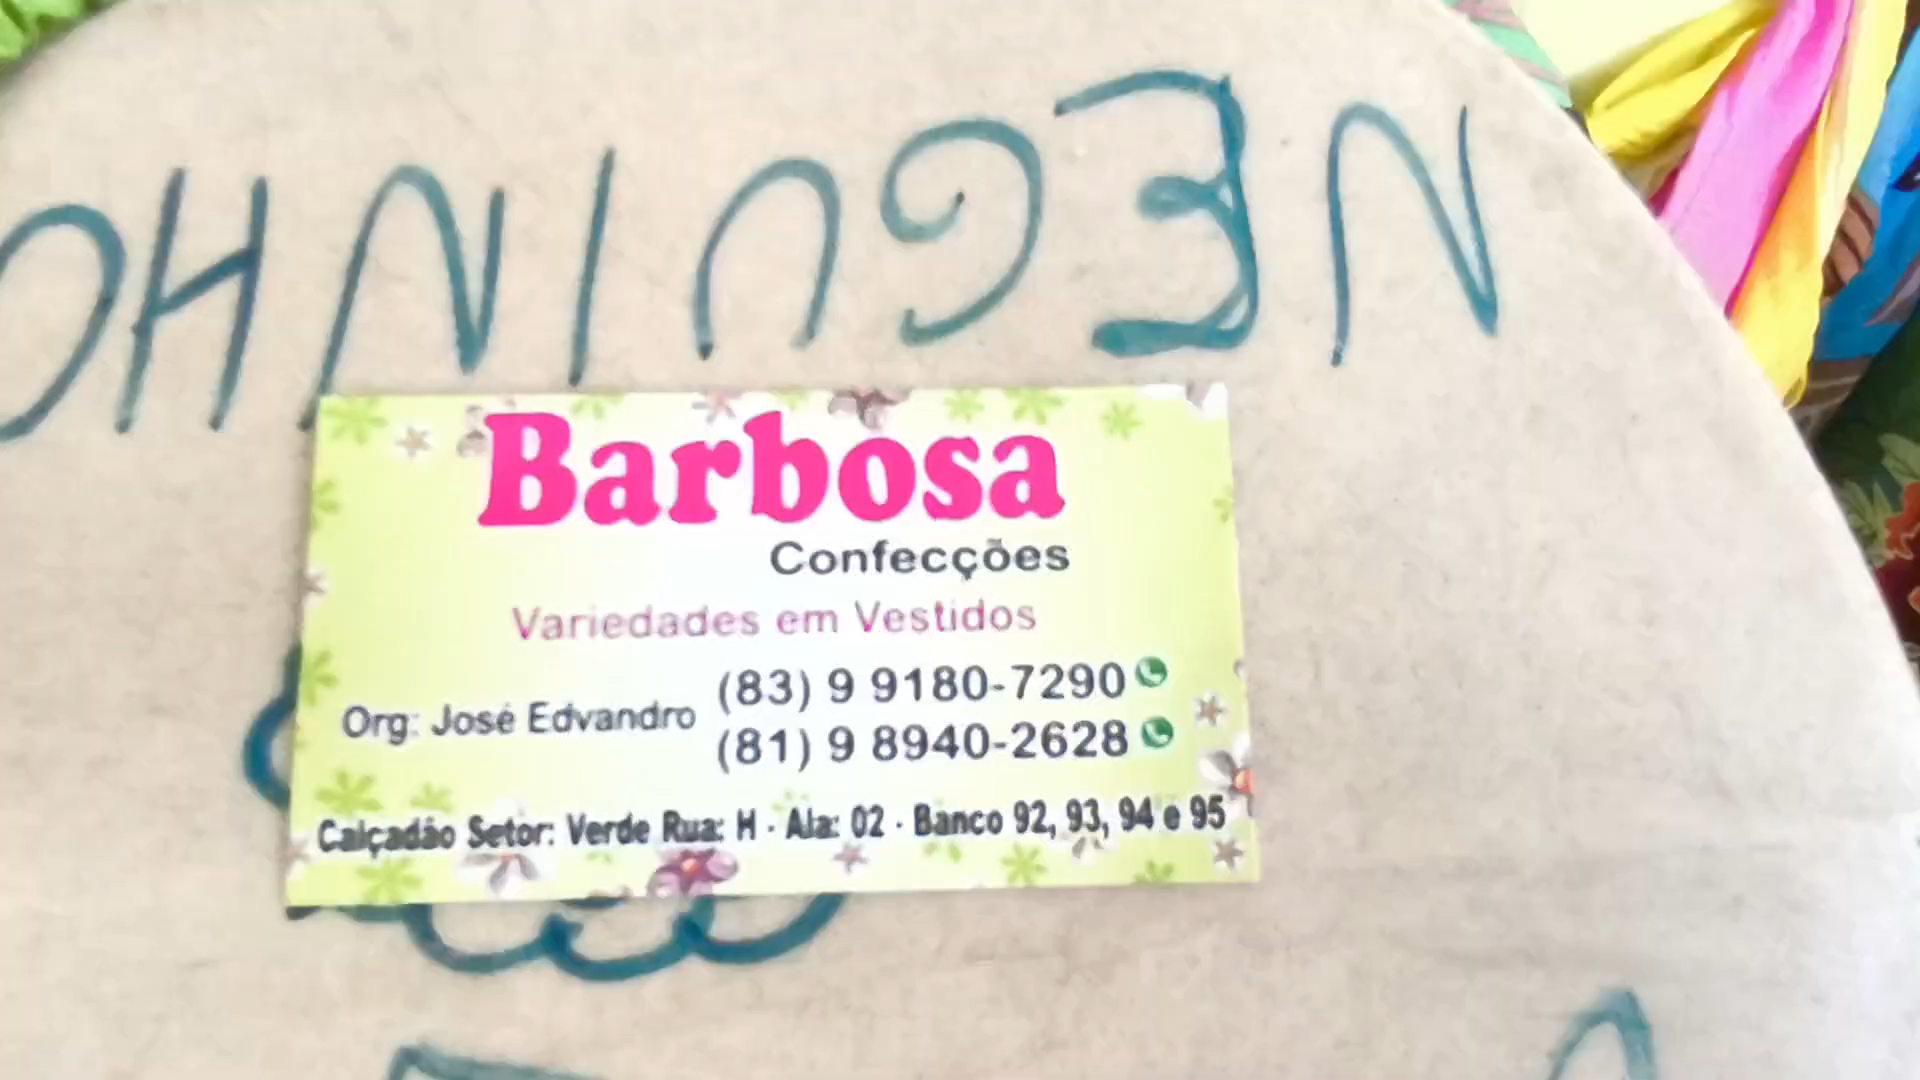 NEGUINHO
Barbosa
Confecções
Variedades em Vestidos
Org: José Edvandro
(83) 9 9180-7290
(81) 9 8940-2628
Calçadão Setor: Verde Rua: H · Ala: 02 · Banco 92, 93, 94 e 95